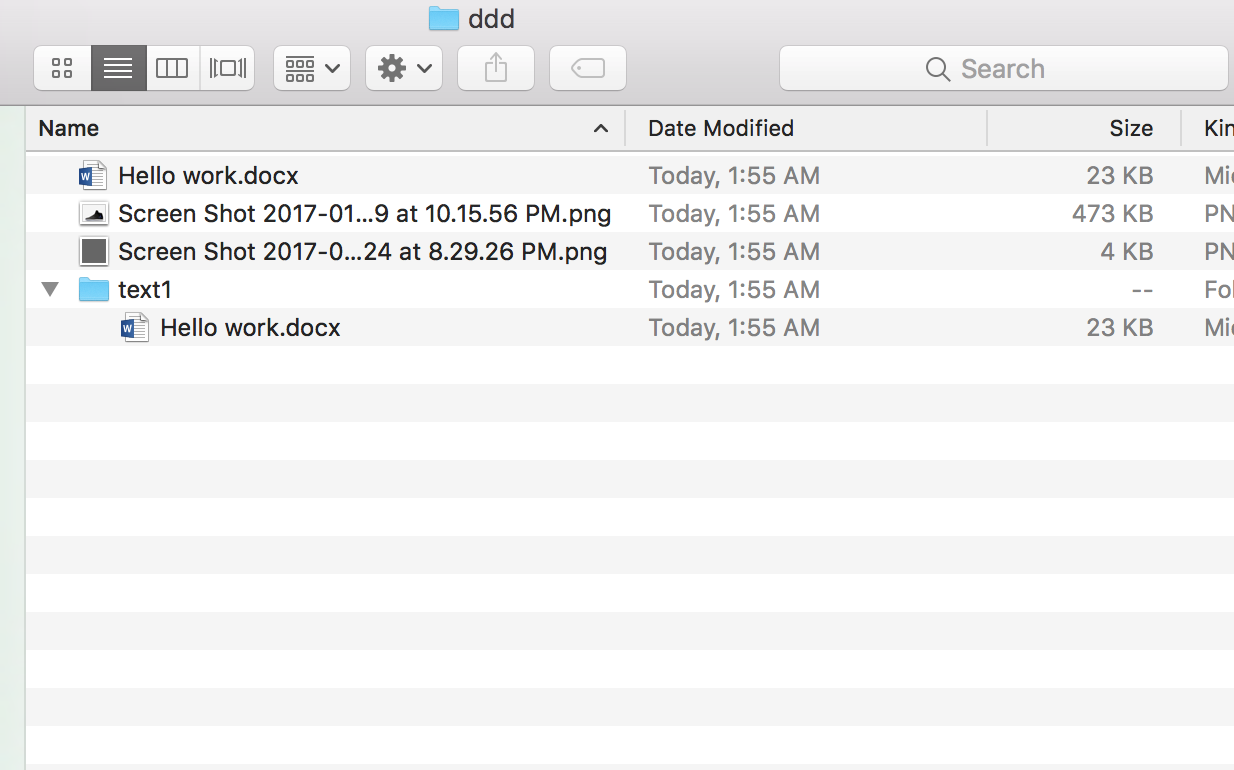 ddd
Search
Name Date Modified Size Kin
Hello work.docx Today, 1:55 AM 23 KB Mic
Screen Shot 2017-01...9 at 10.15.56 PM.png Today, 1:55 AM 473 KB PN
Screen Shot 2017-0...24 at 8.29.26 PM.png Today, 1:55 AM 4 KB PN
text1 Today, 1:55 AM -- Fol
Hello work.docx Today, 1:55 AM 23 KB Mic